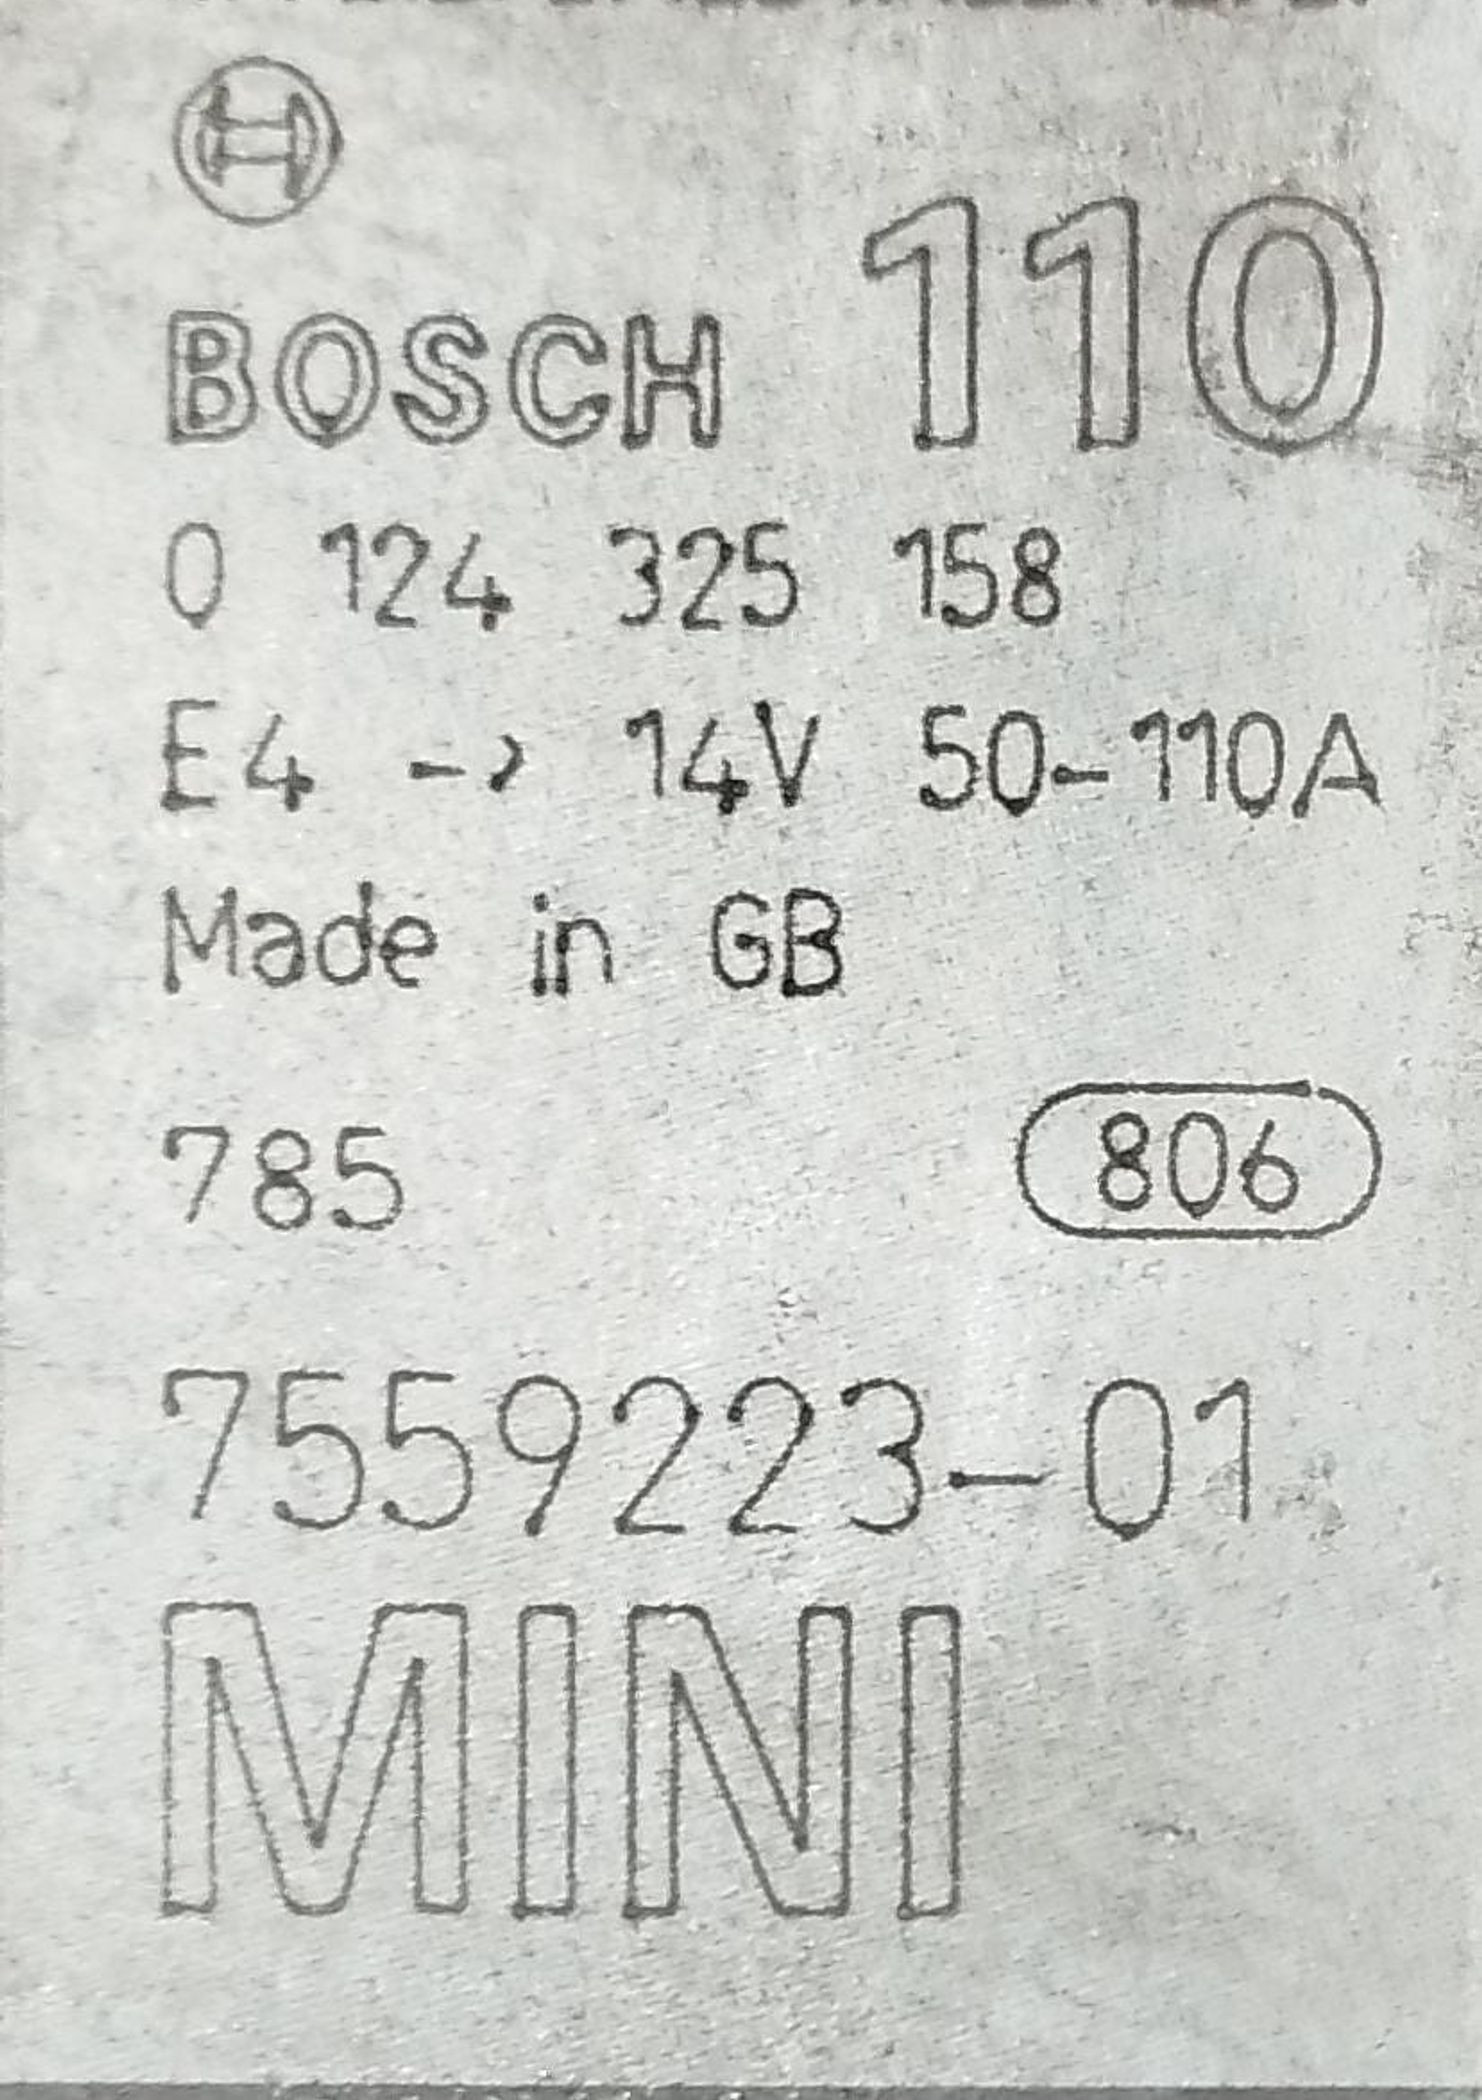 BOSCH 110
0 124 325 158
E4 -> 14V 50-110A
Made in GB
785 806
7559223-01
MINI